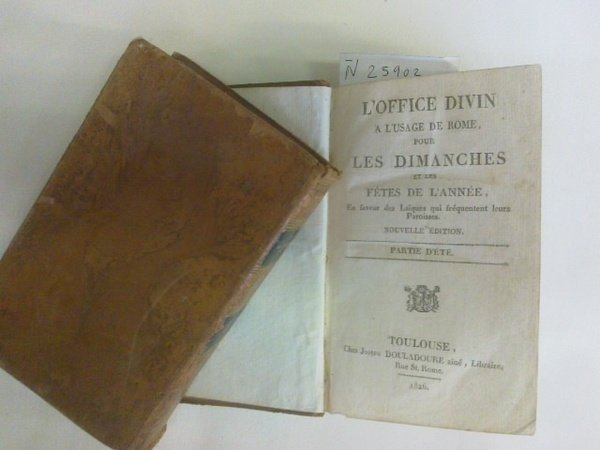 N 25902
L'OFFICE DIVIN
A L'USAGE DE ROME,
POUR
LES DIMANCHES
ET LES
FÊTES DE L'ANNÉE,
En faveur des Laïques qui fréquentent leurs
Paroisses.
NOUVELLE ÉDITION.
PARTIE D'ÉTÉ.
TOULOUSE,
Chez Joseph DOULADOURE aîné, Libraire,
Rue St. Rome.
1826.